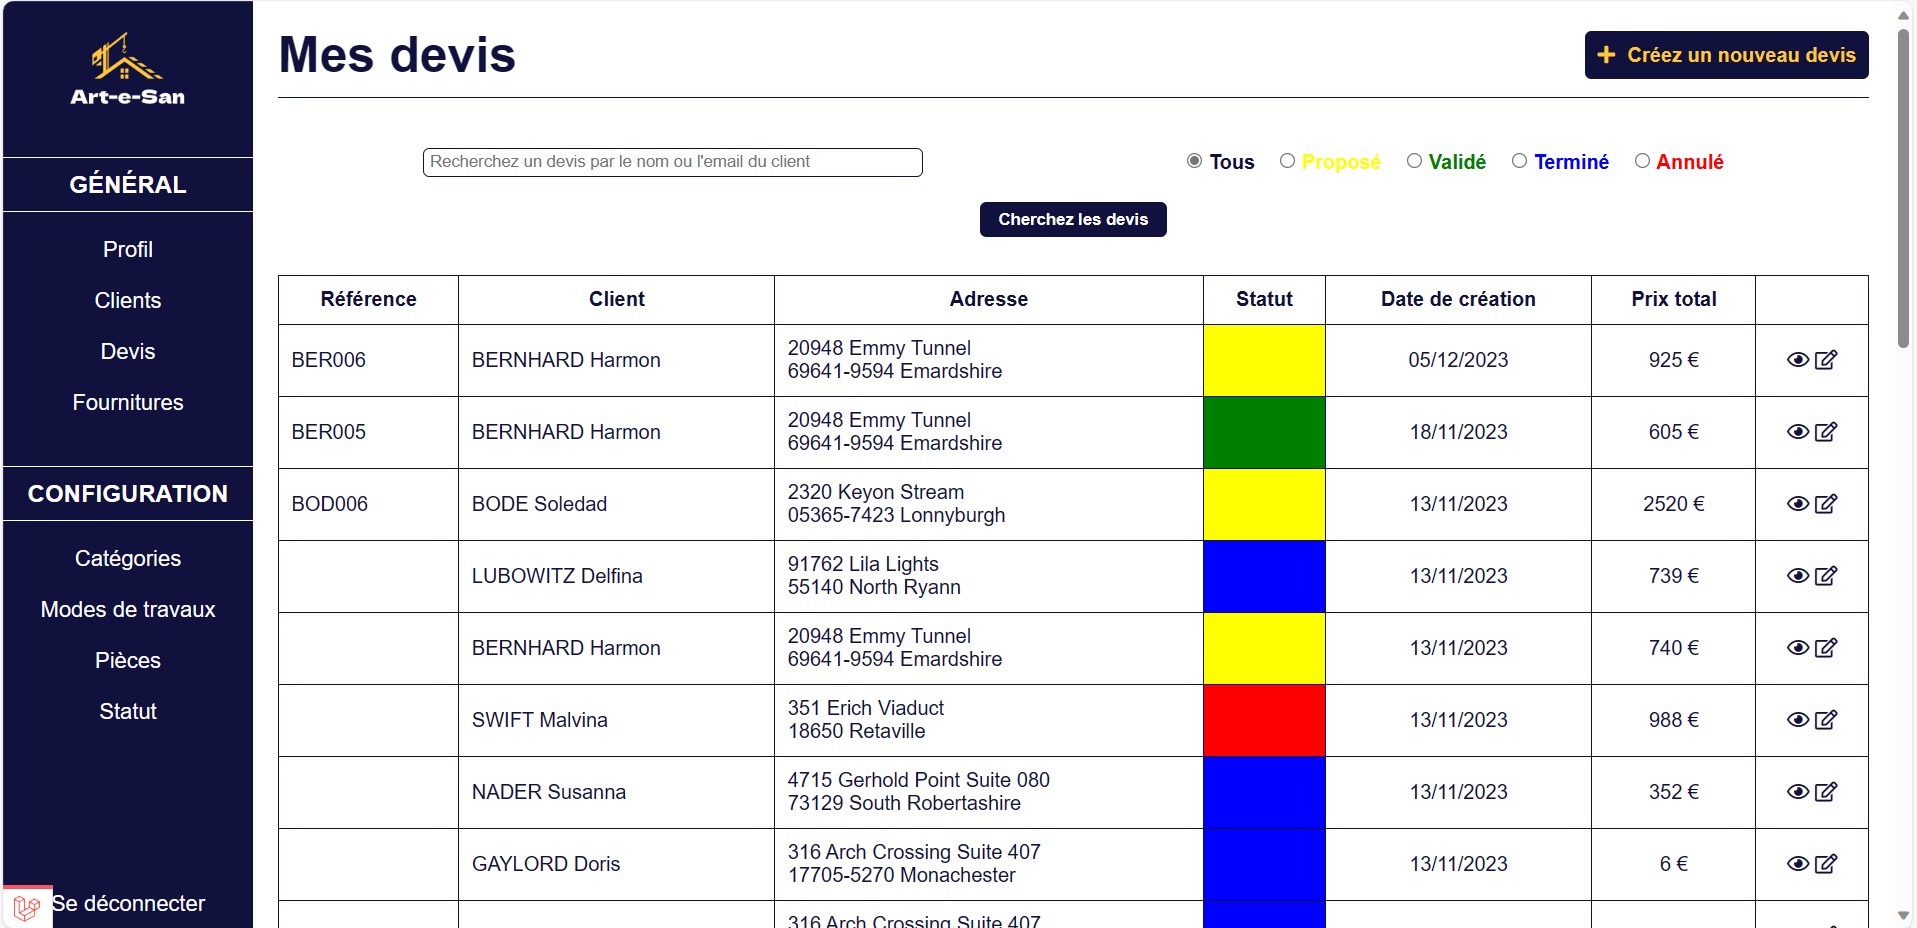 Art-e-San
GÉNÉRAL
Profil
Clients
Devis
Fournitures
CONFIGURATION
Catégories
Modes de travaux
Pièces
Statut
Se déconnecter
Mes devis
Créez un nouveau devis
Recherchez un devis par le nom ou l'email du client
Tous Proposé Validé Terminé Annulé
Cherchez les devis
Référence Client Adresse Statut Date de création Prix total
BER006 BERNHARD Harmon 20948 Emmy Tunnel 05/12/2023 925 €
69641-9594 Emardshire
BER005 BERNHARD Harmon 20948 Emmy Tunnel 18/11/2023 605 €
69641-9594 Emardshire
BOD006 BODE Soledad 2320 Keyon Stream 13/11/2023 2520 €
05365-7423 Lonnyburgh
LUBOWITZ Delfina 91762 Lila Lights 13/11/2023 739 €
55140 North Ryann
BERNHARD Harmon 20948 Emmy Tunnel 13/11/2023 740 €
69641-9594 Emardshire
SWIFT Malvina 351 Erich Viaduct 13/11/2023 988 €
18650 Retaville
NADER Susanna 4715 Gerhold Point Suite 080 13/11/2023 352 €
73129 South Robertashire
GAYLORD Doris 316 Arch Crossing Suite 407 13/11/2023 6 €
17705-5270 Monachester
316 Arch Crossing Suite 407